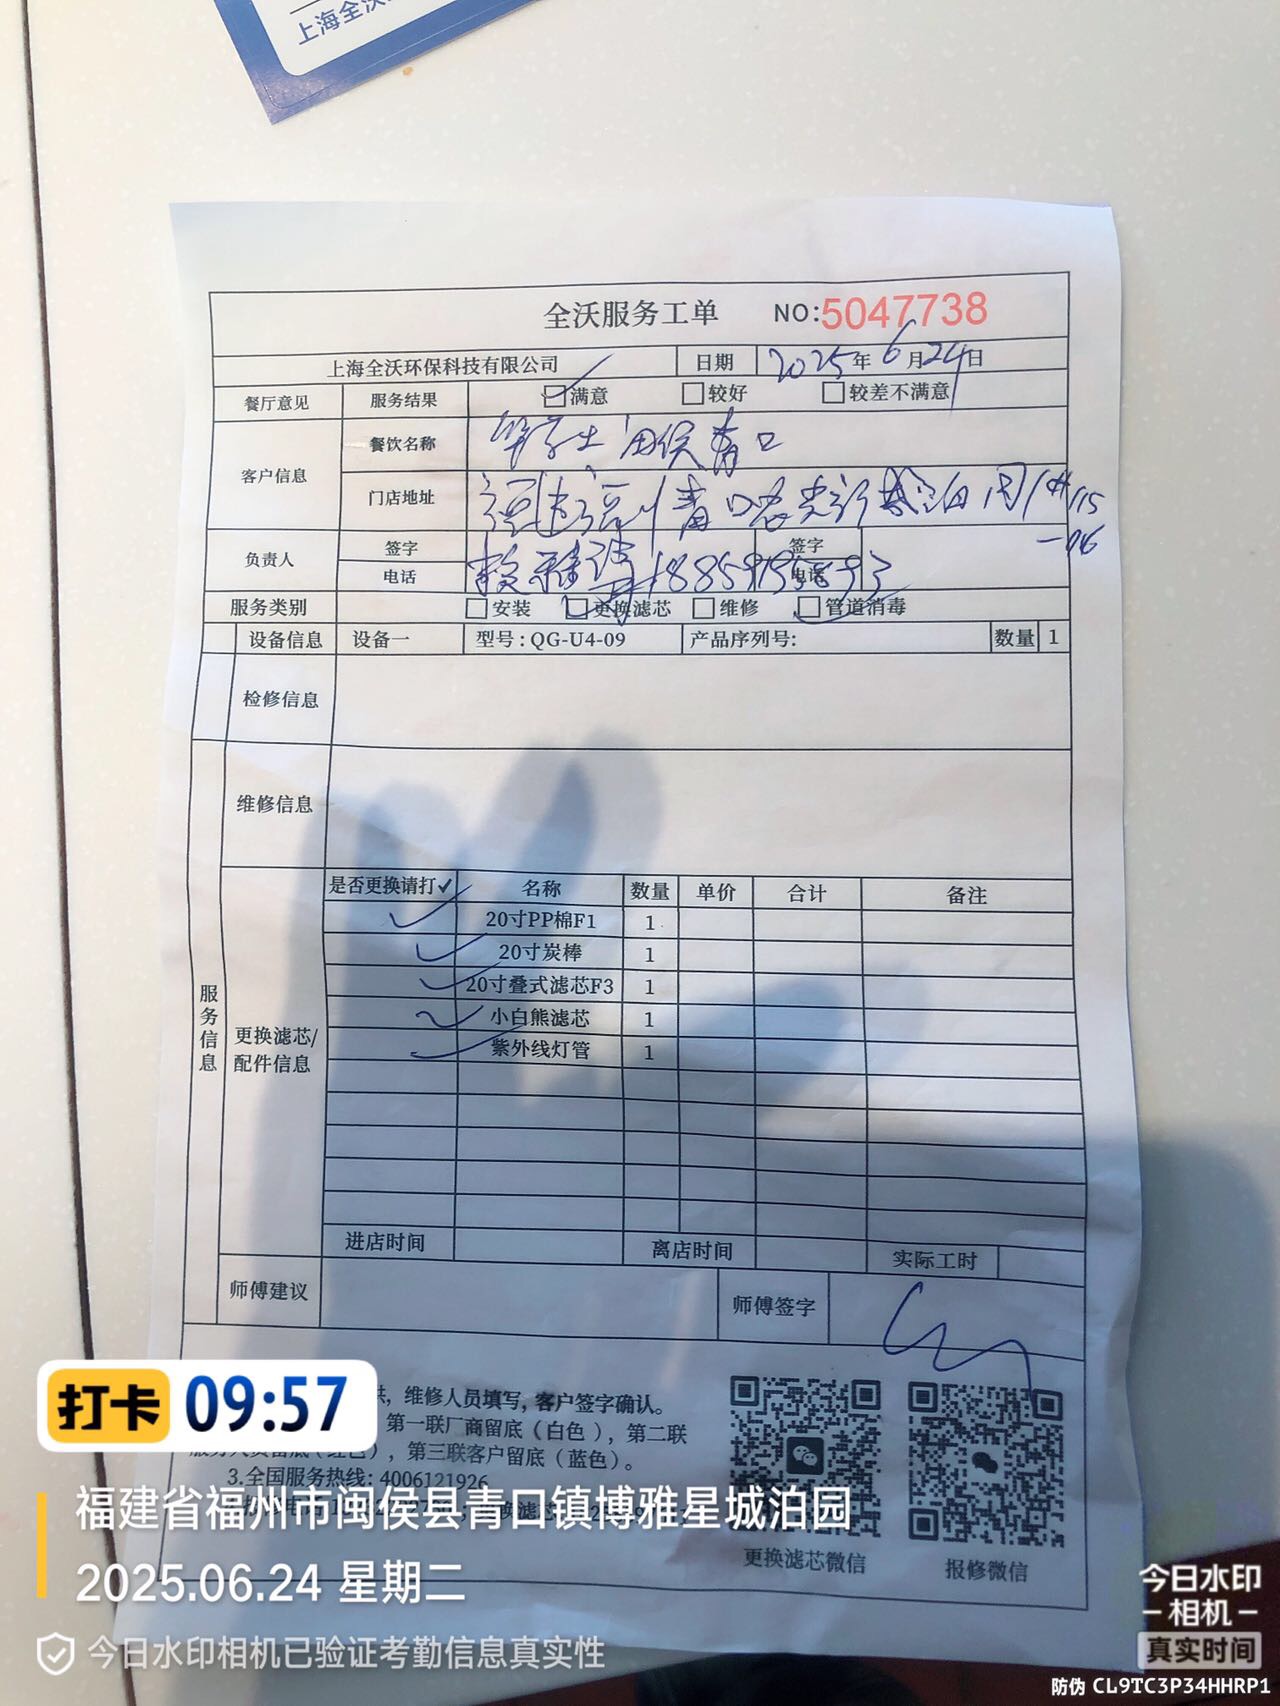 上海全沃
全沃服务工单 NO:5047738
上海全沃环保科技有限公司 日期 2025年6月24日
餐厅意见 服务结果 满意 较好 较差不满意
客户信息 餐饮名称 华莱士闽侯青口
门店地址
负责人 签字 签字
电话 电话
服务类别 安装 更换滤芯 维修 管道消毒
设备信息 设备一 型号:QG-U4-09 产品序列号: 数量 1
检修信息
维修信息
服务信息
更换滤芯/配件信息
是否更换请打✓ 名称 数量 单价 合计 备注
✓ 20寸PP棉F1 1
✓ 20寸炭棒 1
✓ 20寸叠式滤芯F3 1
✓ 小白熊滤芯 1
✓ 紫外线灯管 1
进店时间 离店时间 实际工时
师傅建议 师傅签字
维修人员填写,客户签字确认。
第一联厂商留底(白色),第二联
第三联客户留底(蓝色)。
3.全国服务热线:4006121926
更换滤芯微信 报修微信
打卡 09:57
福建省福州市闽侯县青口镇博雅星城泊园
2025.06.24 星期二
今日水印相机已验证考勤信息真实性
今日水印
相机
真实时间
防伪 CL9TC3P34HHRP1